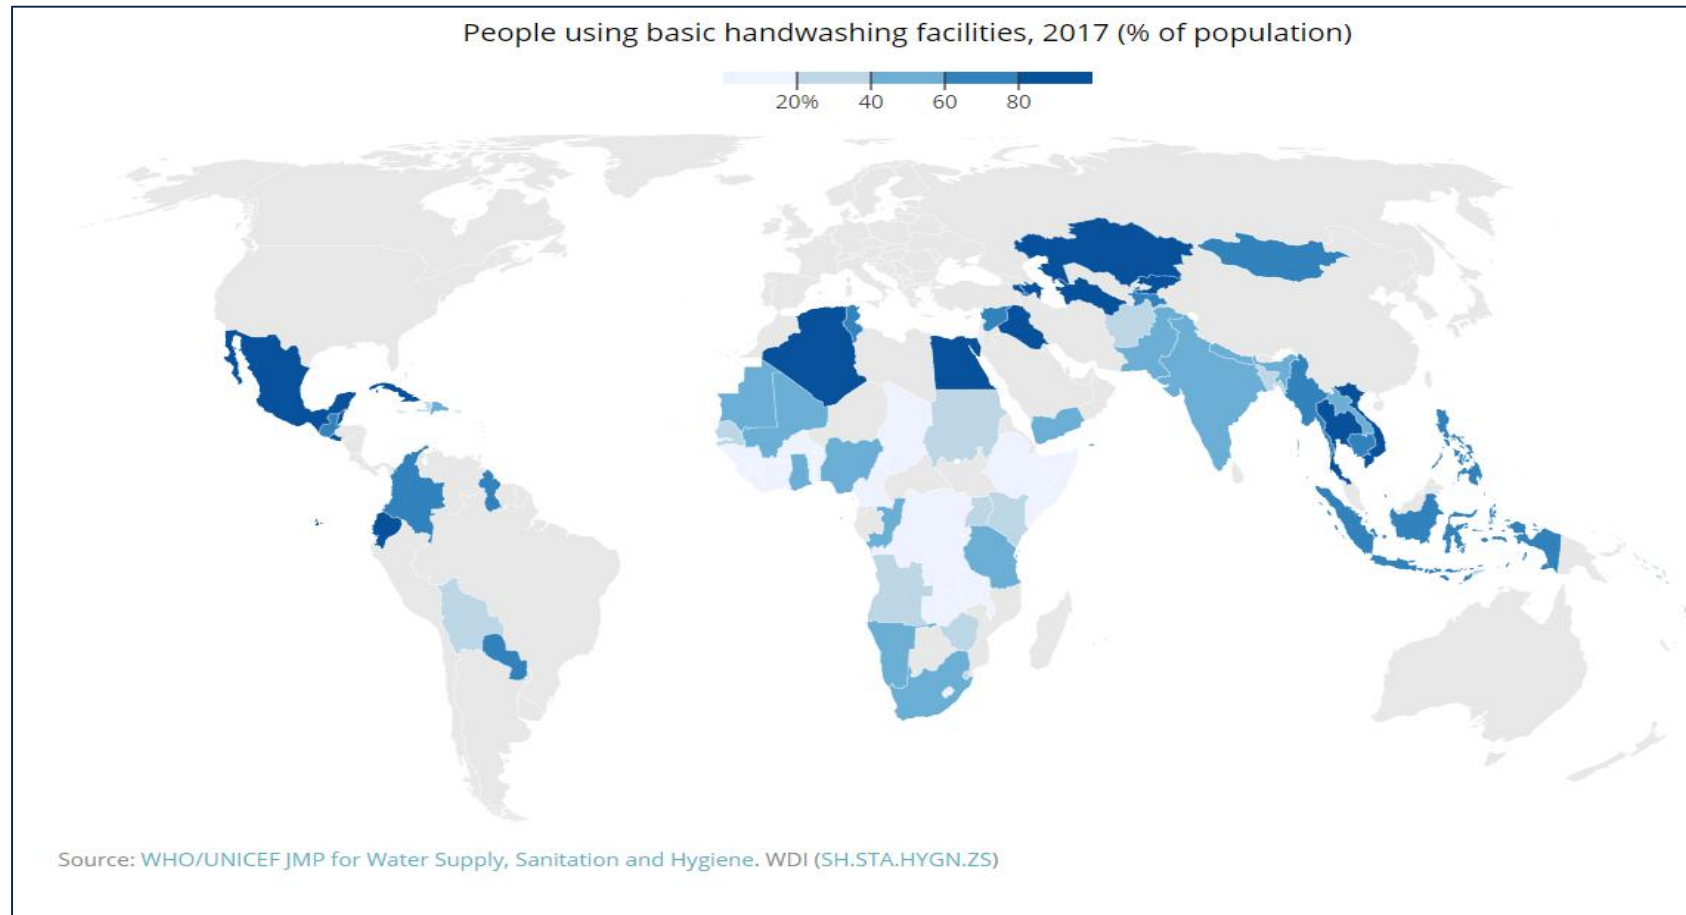 People using basic handwashing facilities, 2017 (% of population)
20% 40 60 80
Source: WHO/UNICEF JMP for Water Supply, Sanitation and Hygiene. WDI (SH.STA.HYGN.ZS)